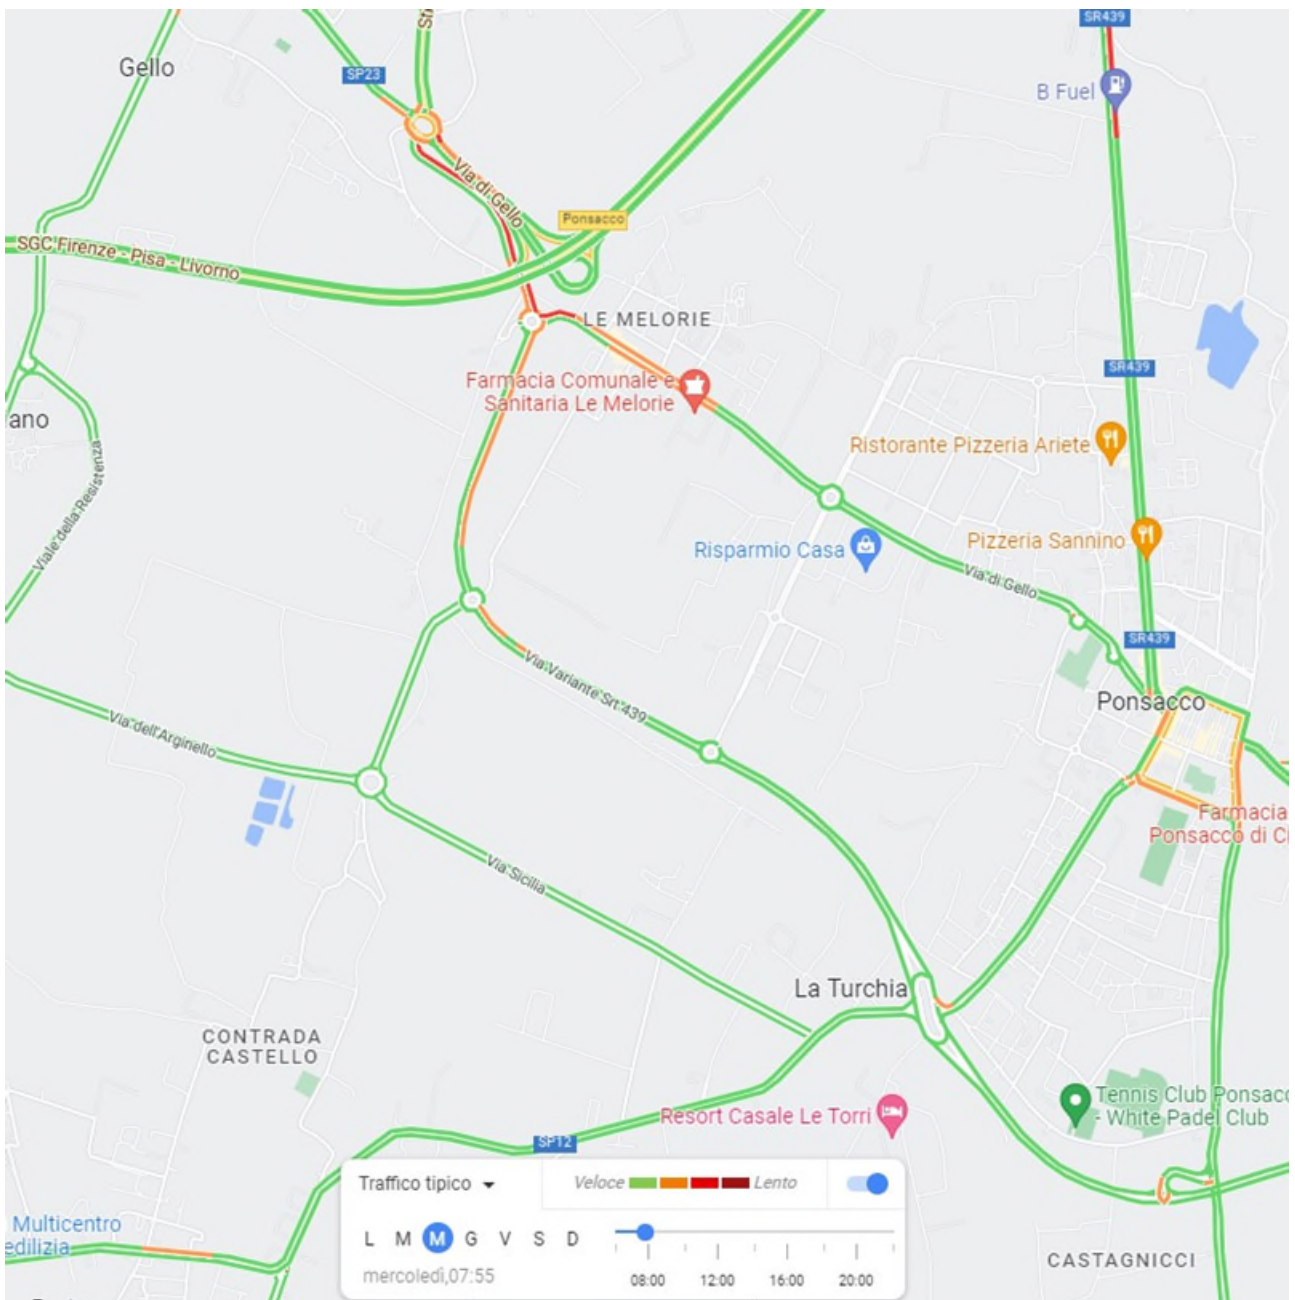 SR439
Gello
SP23
B Fuel
Via di Gello
Ponsacco
SGC Firenze - Pisa - Livorno
LE MELORIE
SR439
Farmacia Comunale e
Sanitaria Le Melorie
ano
Ristorante Pizzeria Ariete
Viale della Resistenza
Pizzeria Sannino
Risparmio Casa
Via di Gello
SR439
Via Variante Srt 439
Ponsacco
Via dell'Arginello
Farmacia
Ponsacco di Ci
Via Sicilia
La Turchia
CONTRADA
CASTELLO
Tennis Club Ponsacc
- White Padel Club
Resort Casale Le Torri
SP12
Traffico tipico
Veloce
Lento
Multicentro
edilizia
L M M G V S D
mercoledì,07:55
08:00 12:00 16:00 20:00
CASTAGNICCI